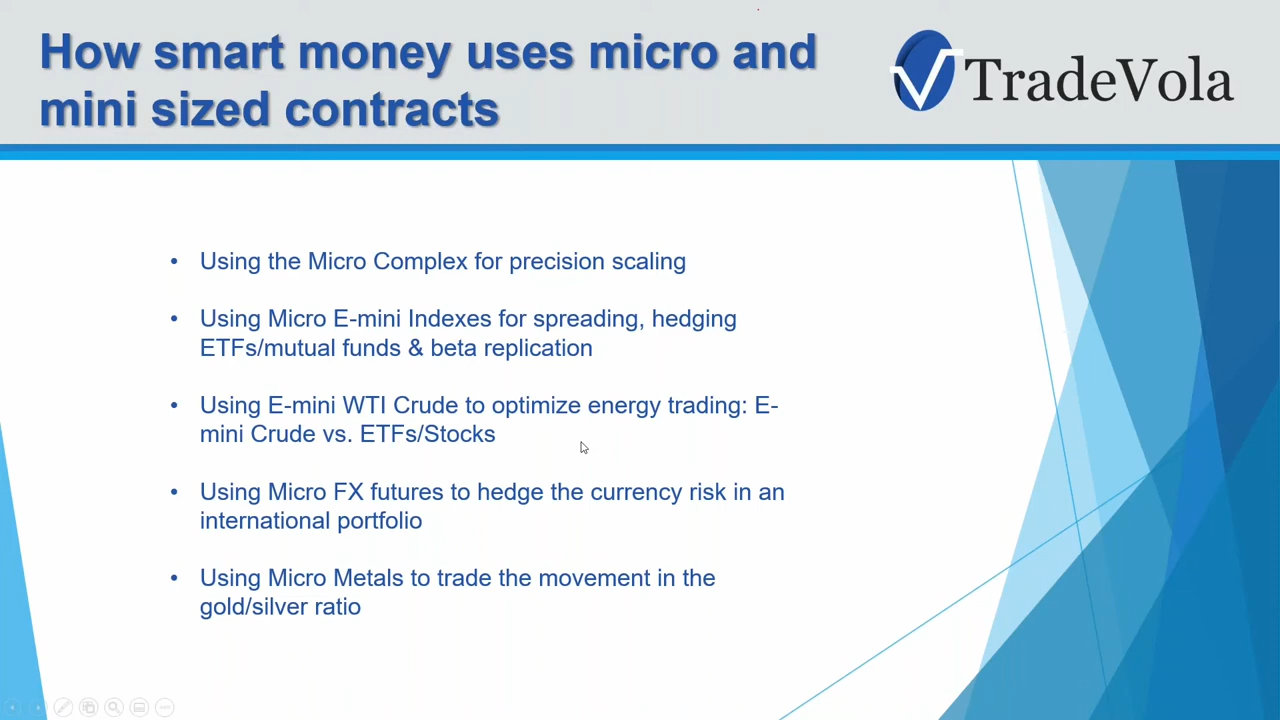 How smart money uses micro and
mini sized contracts
TradeVola
• Using the Micro Complex for precision scaling
• Using Micro E-mini Indexes for spreading, hedging
ETFs/mutual funds & beta replication
• Using E-mini WTI Crude to optimize energy trading: E-
mini Crude vs. ETFs/Stocks
• Using Micro FX futures to hedge the currency risk in an
international portfolio
• Using Micro Metals to trade the movement in the
gold/silver ratio